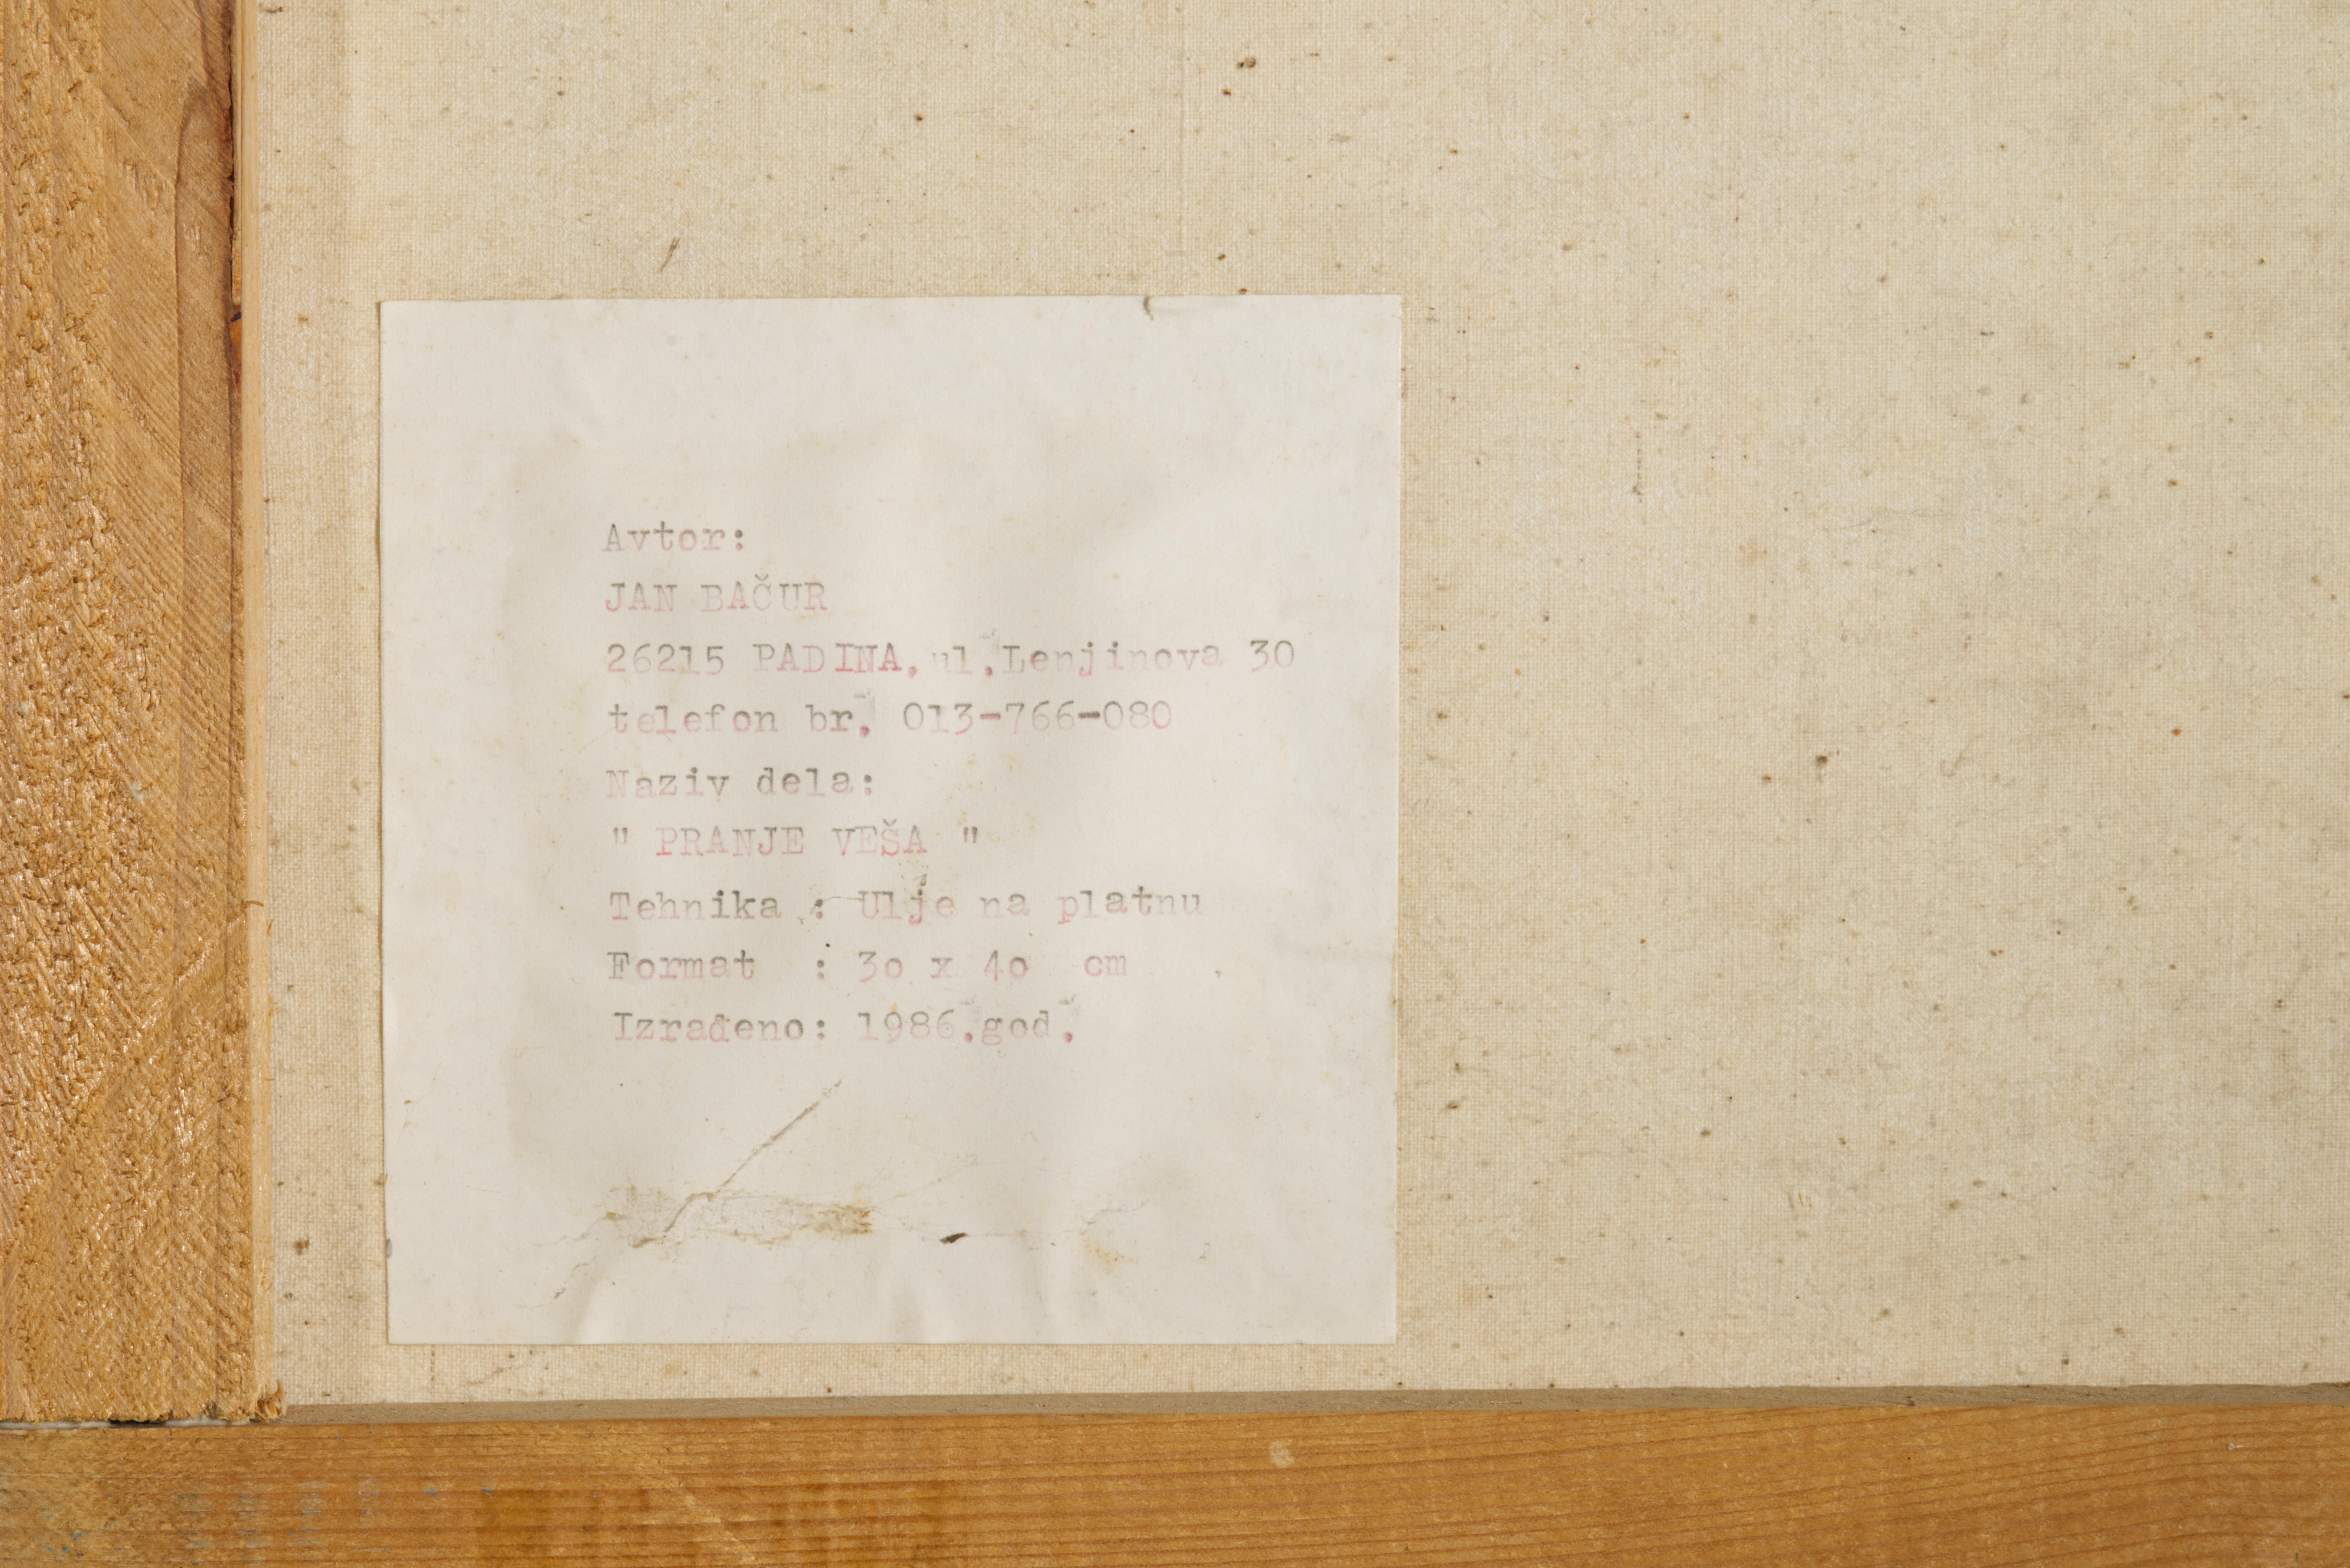 Avtor:
JAN BAČUR
26215 PADINA, ul. Lenjinova 30
telefon br. 013-766-080
Naziv dela:
" PRANJE VEŠA "
Tehnika : Ulje na platnu
Format : 3o x 4o cm
Izrađeno: 1986.god.